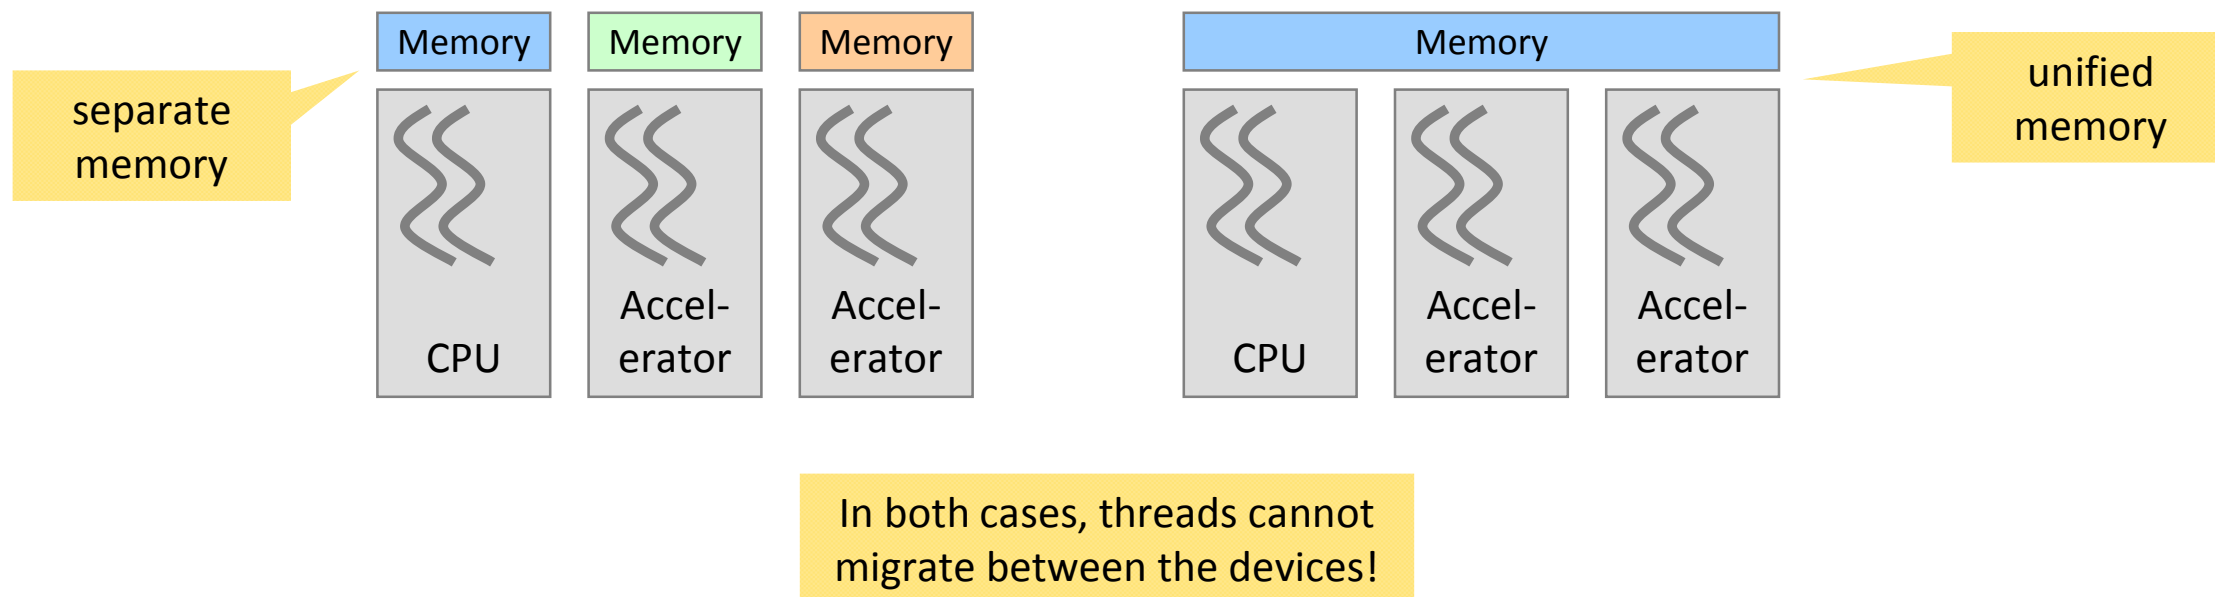 Memory
Memory
Memory
Memory
separate
memory
unified
memory
CPU
Accel-
erator
Accel-
erator
CPU
Accel-
erator
Accel-
erator
In both cases, threads cannot
migrate between the devices!